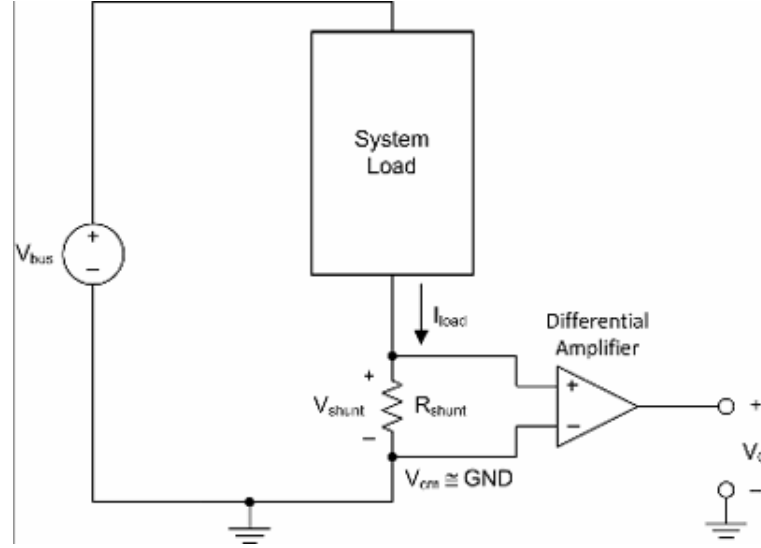 System
Load
+
−
V_bus
I_load
Differential
Amplifier
+
V_shunt
R_shunt
−
+
−
+
−
V_cm ≅ GND